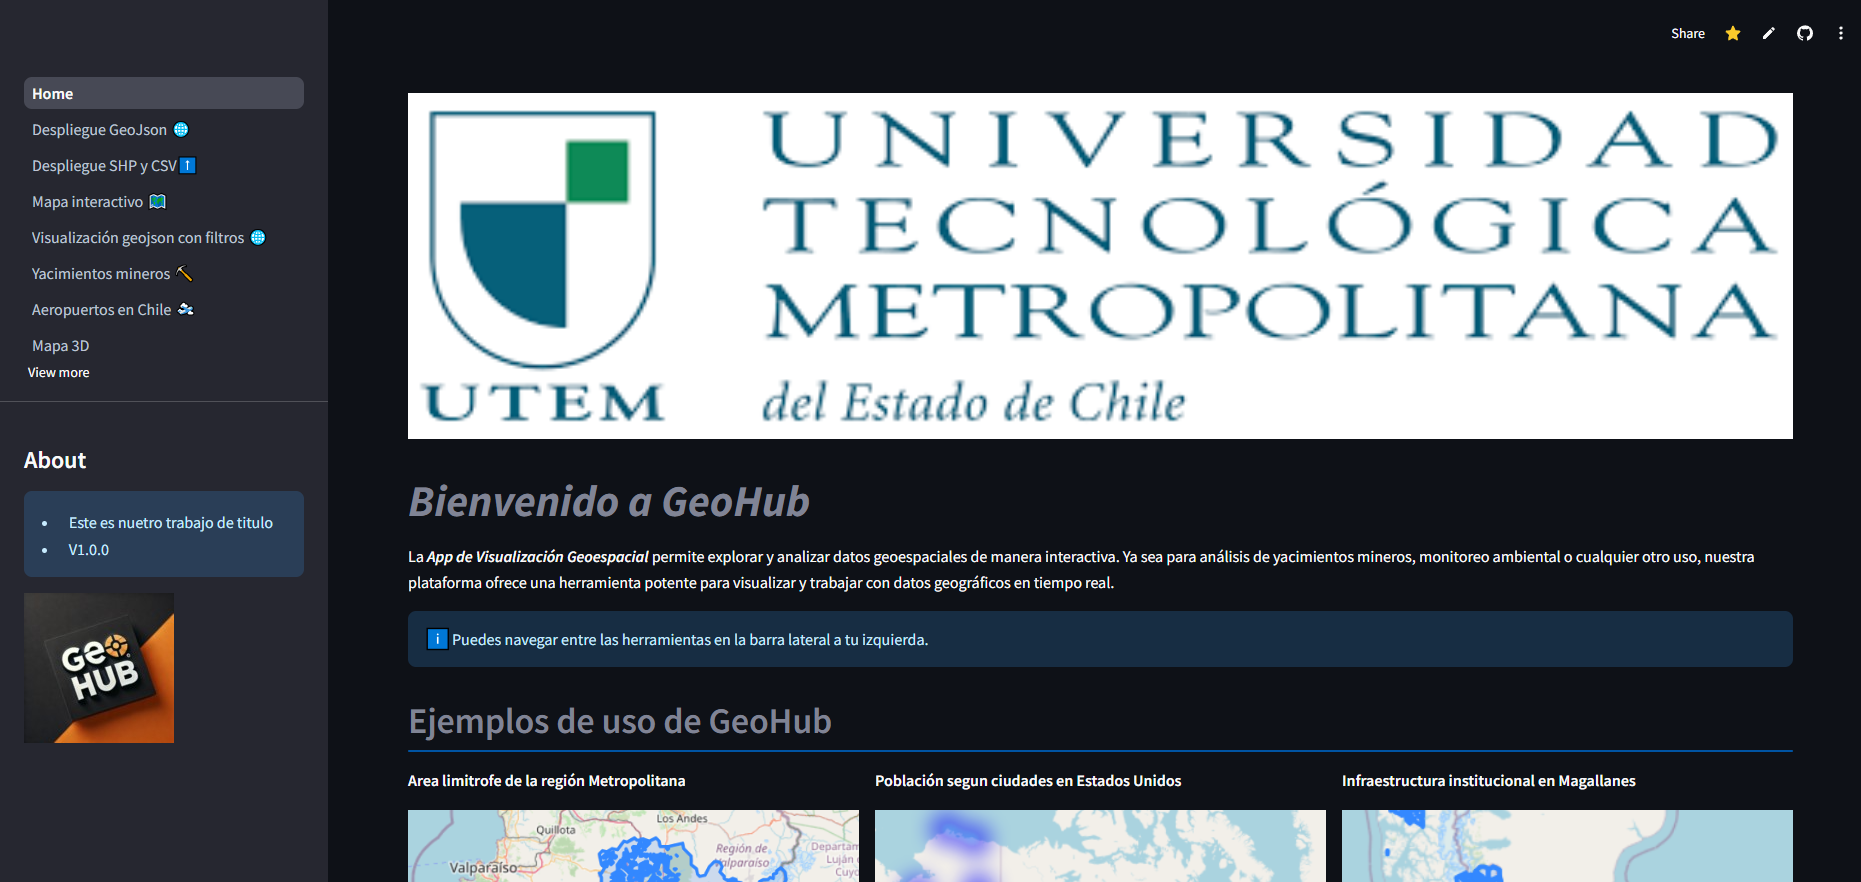 Share
Home
Despliegue GeoJson
Despliegue SHP y CSV
Mapa interactivo
Visualización geojson con filtros
Yacimientos mineros
Aeropuertos en Chile
Mapa 3D
View more
About
Este es nuetro trabajo de titulo
V1.0.0
GEO
HUB
UNIVERSIDAD
TECNOLÓGICA
METROPOLITANA
del Estado de Chile
UTEM
Bienvenido a GeoHub
La App de Visualización Geoespacial permite explorar y analizar datos geoespaciales de manera interactiva. Ya sea para análisis de yacimientos mineros, monitoreo ambiental o cualquier otro uso, nuestra
plataforma ofrece una herramienta potente para visualizar y trabajar con datos geográficos en tiempo real.
i Puedes navegar entre las herramientas en la barra lateral a tu izquierda.
Ejemplos de uso de GeoHub
Area limitrofe de la región Metropolitana
Población segun ciudades en Estados Unidos
Infraestructura institucional en Magallanes
Los Andes
Quillota
Región de
Valparaíso
Valparaíso
Departam
Luján
Cuyo